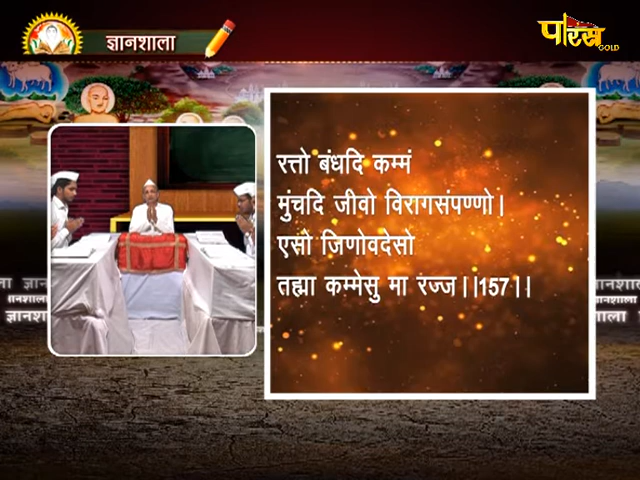 ज्ञानशाला
पारस
GOLD
रत्तो बंधदि कम्मं
मुंचदि जीवो विरागसंपण्णो।
एसो जिणोवदेसो
तह्मा कम्मेसु मा रज्ज।।157।।